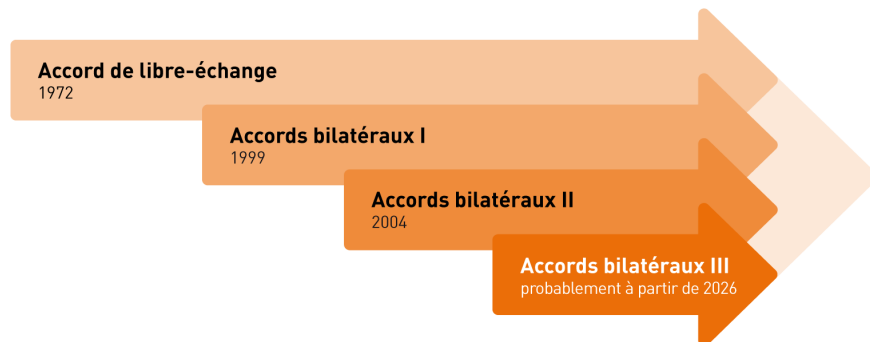 Accord de libre-échange
1972
Accords bilatéraux I
1999
Accords bilatéraux II
2004
Accords bilatéraux III
probablement à partir de 2026